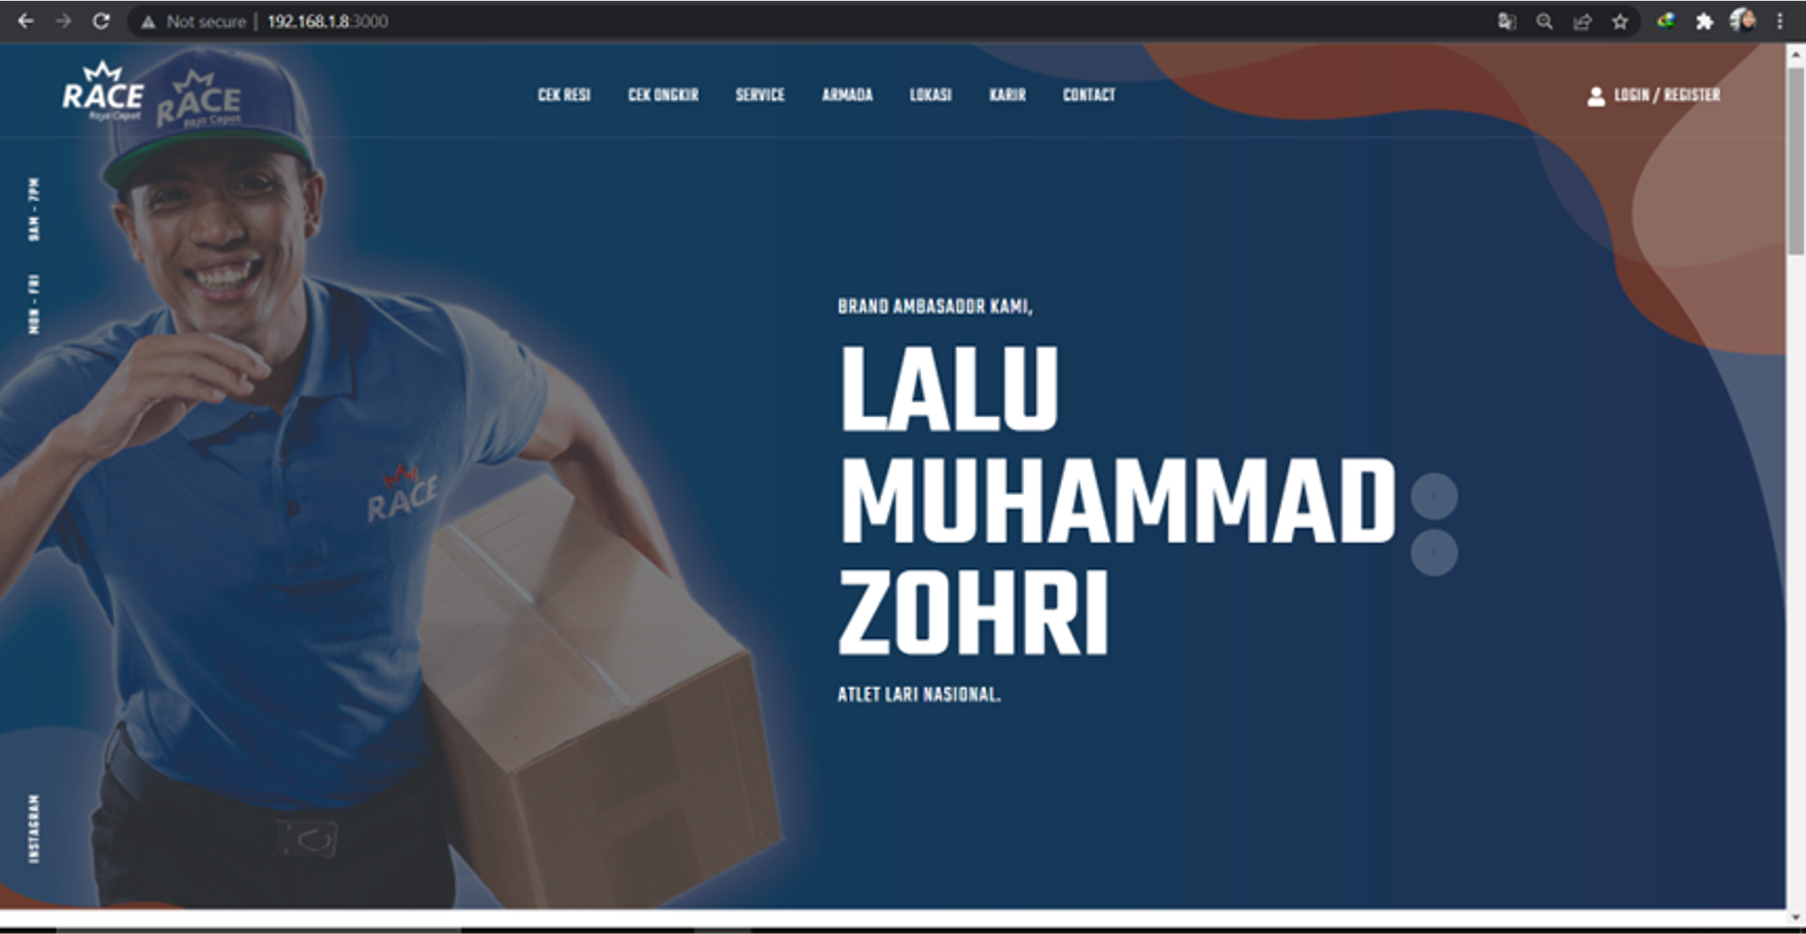 Not secure | 192.168.1.8:3000
RACE
Raja Cepat
RACE
Raja Cepat
CEK RESI CEK ONGKIR SERVICE ARMADA LOKASI KARIR CONTACT
LOGIN / REGISTER
MON - FRI 9AM - 7PM
BRAND AMBASADOR KAMI,
LALU
MUHAMMAD
ZOHRI
ATLET LARI NASIONAL.
RACE
INSTAGRAM